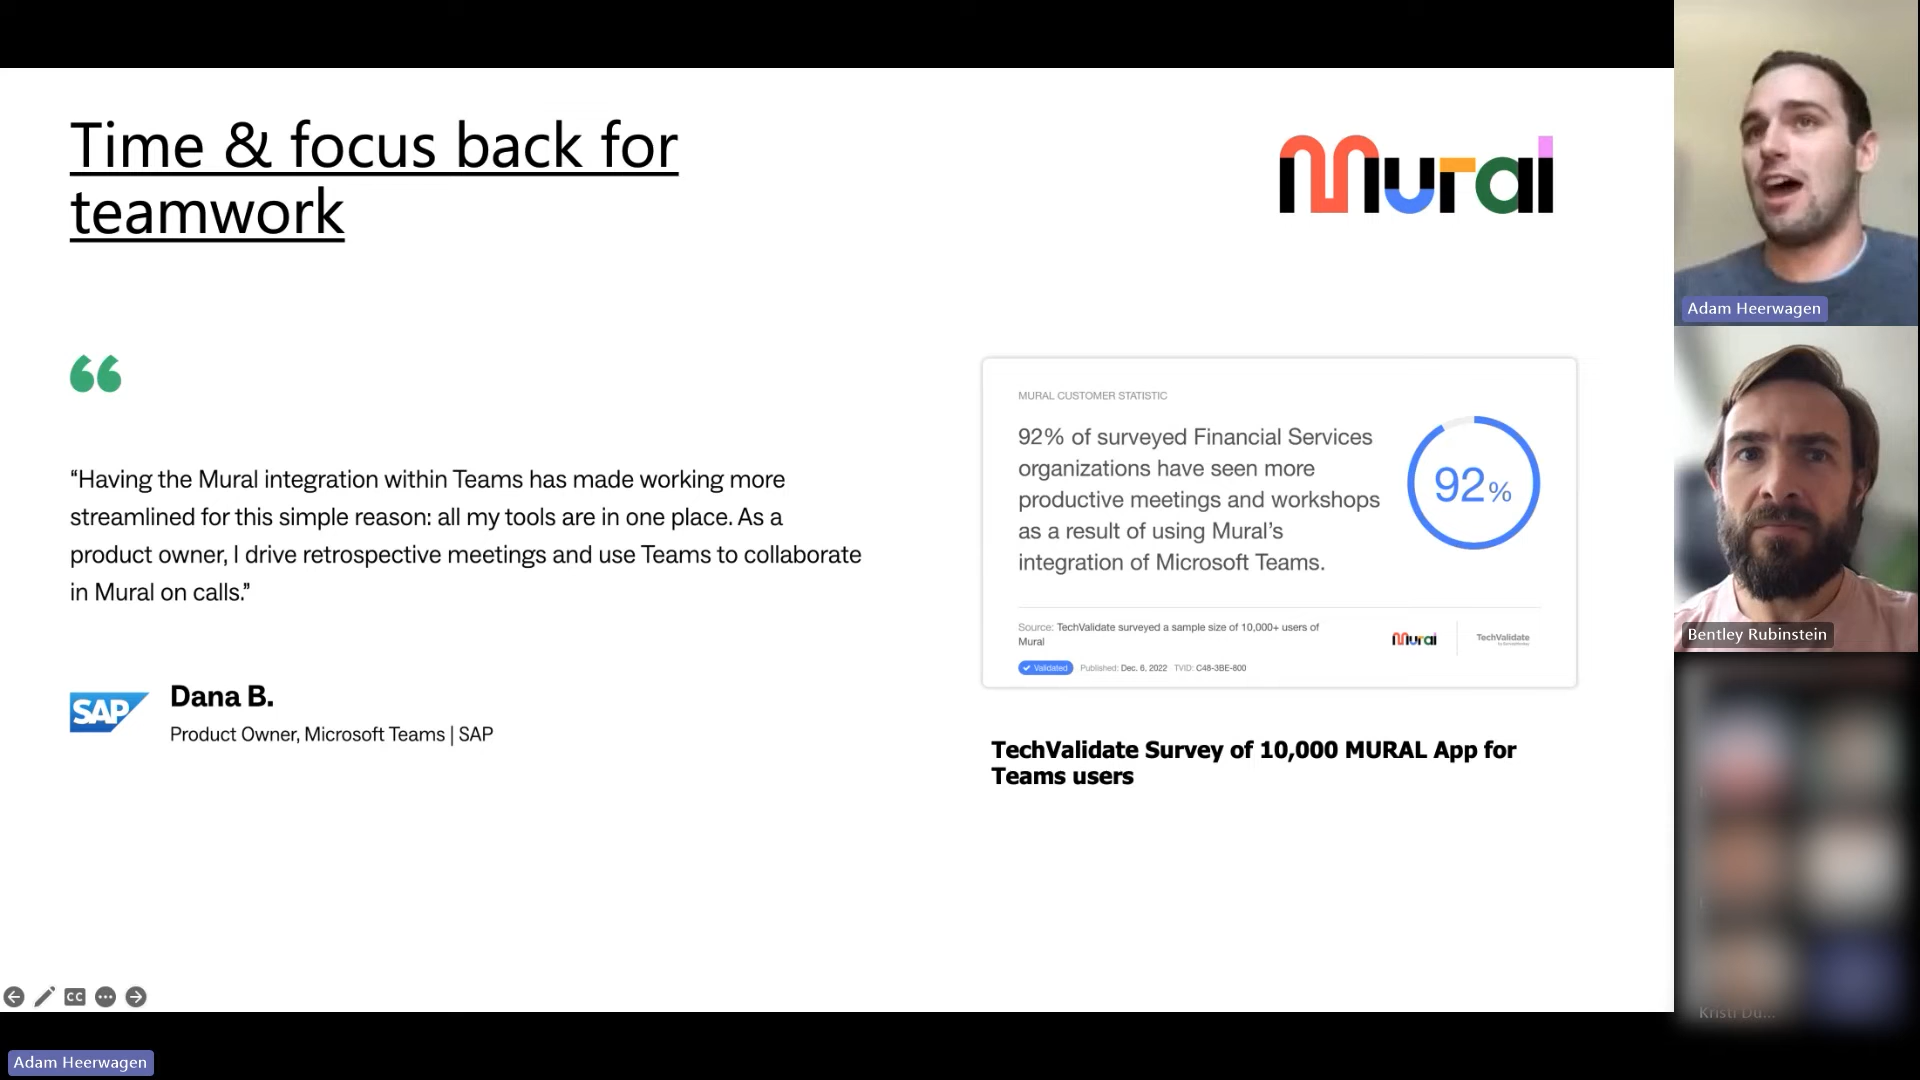 Time & focus back for
teamwork
Mural
“Having the Mural integration within Teams has made working more
streamlined for this simple reason: all my tools are in one place. As a
product owner, I drive retrospective meetings and use Teams to collaborate
in Mural on calls.”
SAP
Dana B.
Product Owner, Microsoft Teams | SAP
MURAL CUSTOMER STATISTIC
92% of surveyed Financial Services
organizations have seen more
productive meetings and workshops
as a result of using Mural’s
integration of Microsoft Teams.
92%
Source: TechValidate surveyed a sample size of 10,000+ users of
Mural
Validated Published: Dec. 6, 2022 TVID: C48-3BE-800
Mural
TechValidate
TechValidate Survey of 10,000 MURAL App for
Teams users
CC
Adam Heerwagen
Adam Heerwagen
Bentley Rubinstein
Kristi Du...